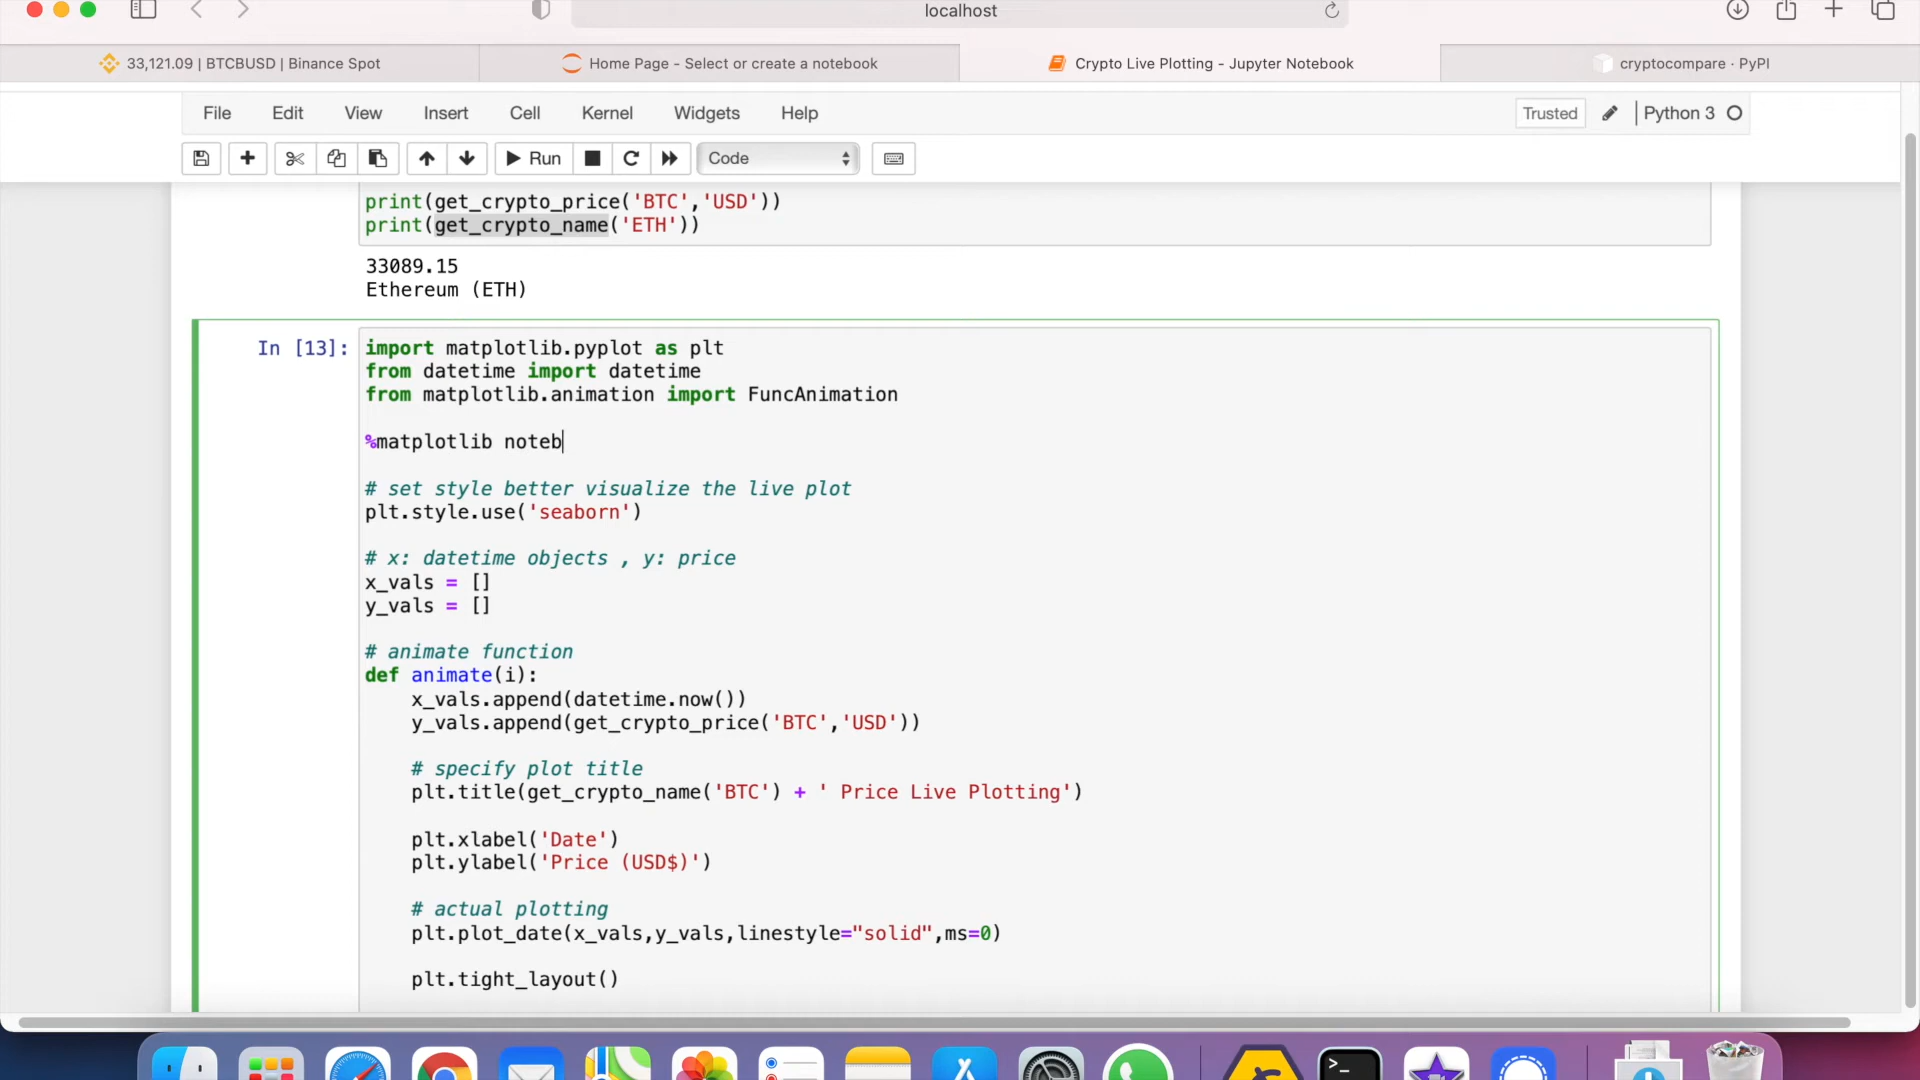 localhost
33,121.09 | BTCBUSD | Binance Spot
Home Page - Select or create a notebook
Crypto Live Plotting - Jupyter Notebook
cryptocompare · PyPI
File Edit View Insert Cell Kernel Widgets Help
Trusted
Python 3
Run
Code
print(get_crypto_price('BTC','USD'))
print(get_crypto_name('ETH'))
33089.15
Ethereum (ETH)
In [13]:
import matplotlib.pyplot as plt
from datetime import datetime
from matplotlib.animation import FuncAnimation
%matplotlib noteb
# set style better visualize the live plot
plt.style.use('seaborn')
# x: datetime objects , y: price
x_vals = []
y_vals = []
# animate function
def animate(i):
x_vals.append(datetime.now())
y_vals.append(get_crypto_price('BTC','USD'))
# specify plot title
plt.title(get_crypto_name('BTC') + ' Price Live Plotting')
plt.xlabel('Date')
plt.ylabel('Price (USD$)')
# actual plotting
plt.plot_date(x_vals,y_vals,linestyle="solid",ms=0)
plt.tight_layout()